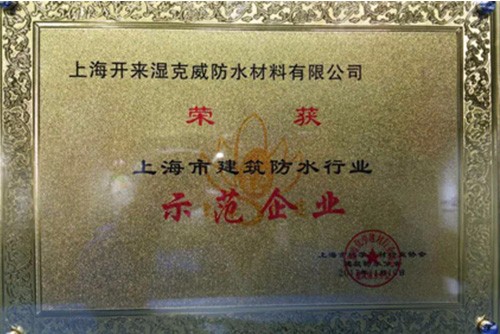 上海开来湿克威防水材料有限公司
荣 获
上海市建筑防水行业
示范企业